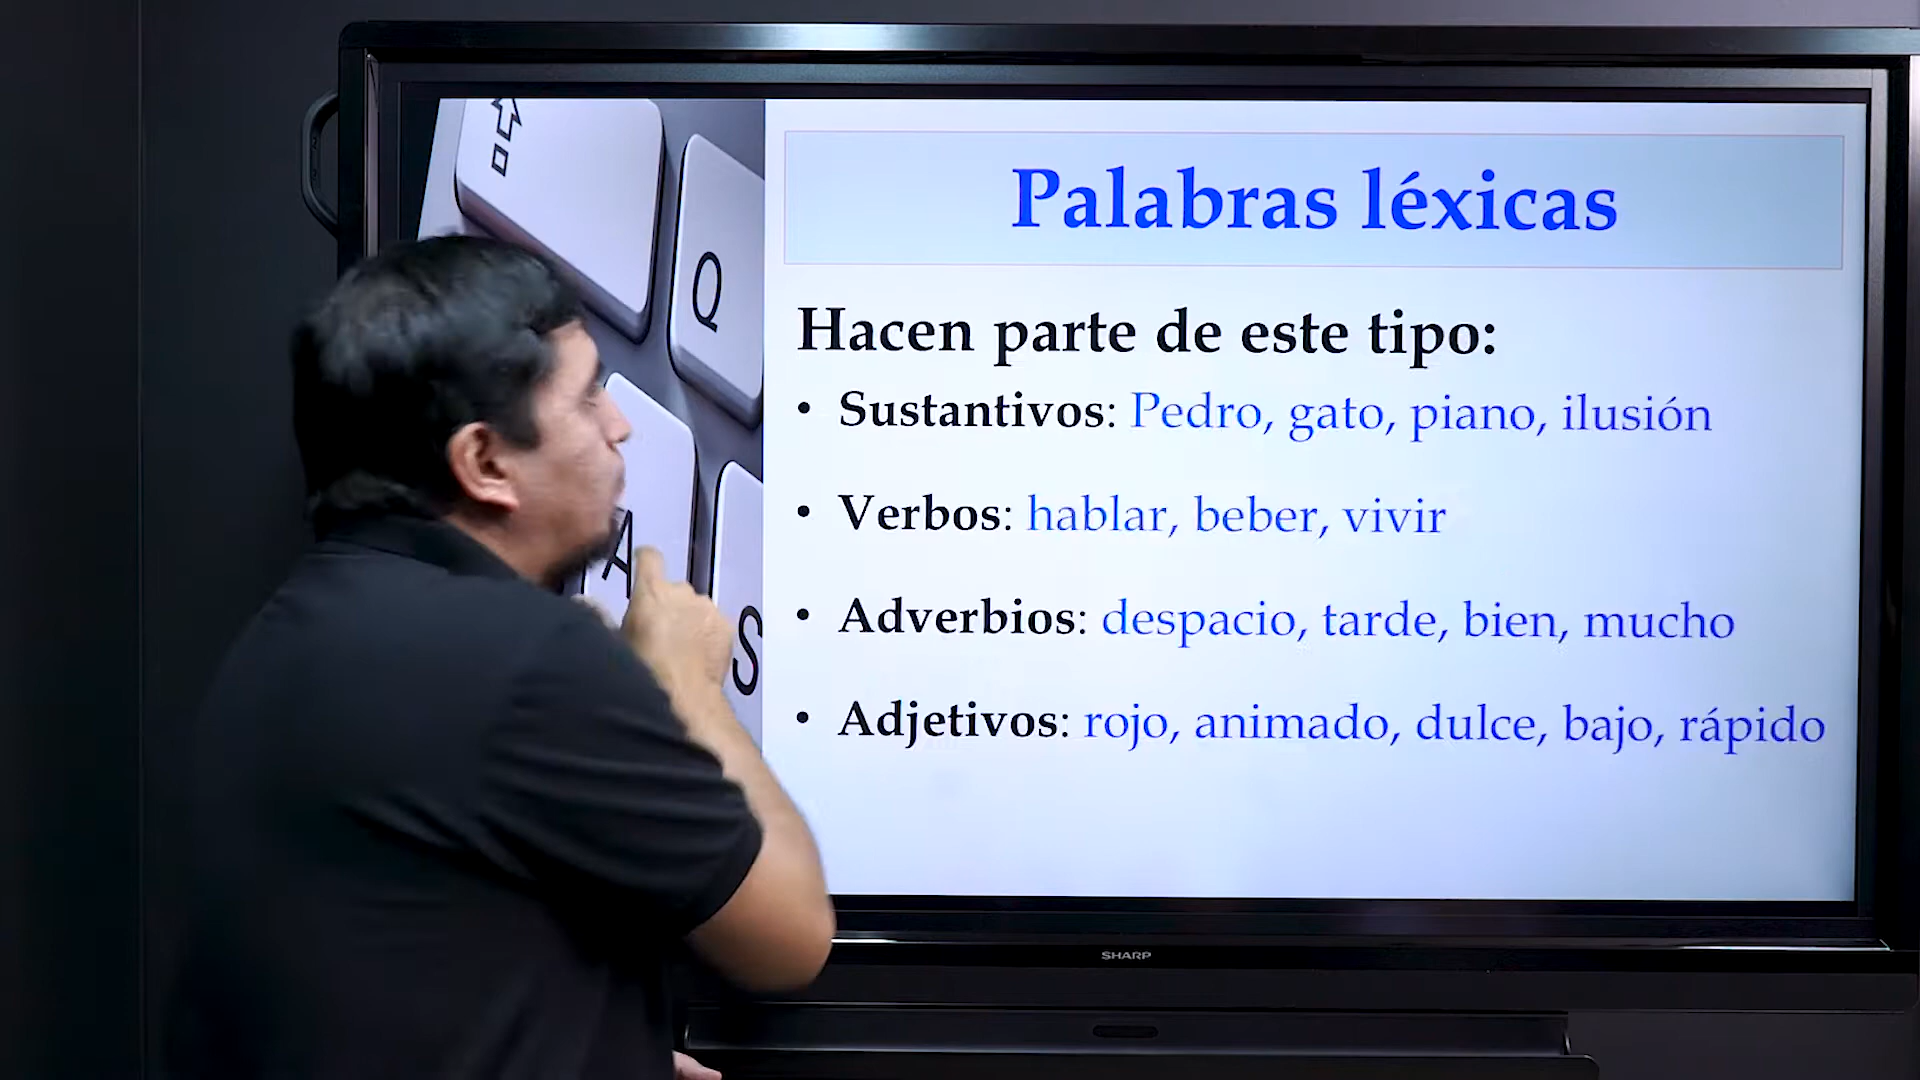 Q
A
S
Palabras léxicas
Hacen parte de este tipo:
• Sustantivos: Pedro, gato, piano, ilusión
• Verbos: hablar, beber, vivir
• Adverbios: despacio, tarde, bien, mucho
• Adjetivos: rojo, animado, dulce, bajo, rápido
SHARP